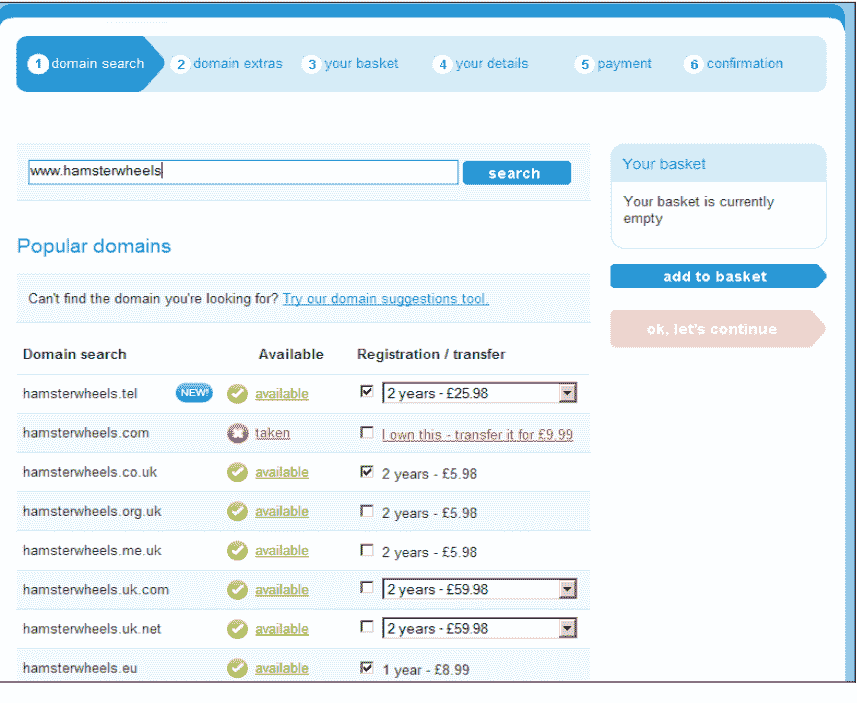 1 domain search 2 domain extras 3 your basket 4 your details 5 payment 6 confirmation
www.hamsterwheels search
Your basket
Your basket is currently
empty
add to basket
ok, let's continue
Popular domains
Can't find the domain you're looking for? Try our domain suggestions tool.
Domain search Available Registration / transfer
hamsterwheels.tel NEW! available 2 years - £25.98
hamsterwheels.com taken I own this - transfer it for £9.99
hamsterwheels.co.uk available 2 years - £5.98
hamsterwheels.org.uk available 2 years - £5.98
hamsterwheels.me.uk available 2 years - £5.98
hamsterwheels.uk.com available 2 years - £59.98
hamsterwheels.uk.net available 2 years - £59.98
hamsterwheels.eu available 1 year - £8.99